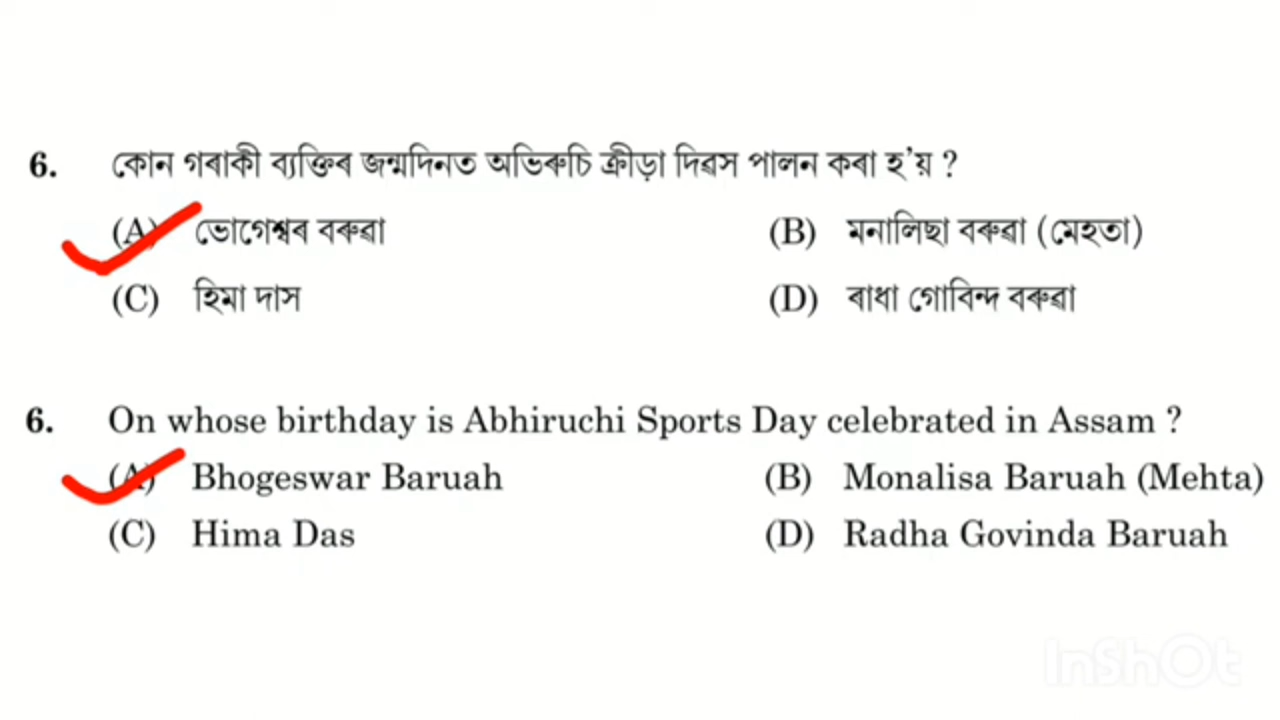 6. কোন গৰাকী ব্যক্তিৰ জন্মদিনত অভিৰুচি ক্ৰীড়া দিৱস পালন কৰা হ'য় ?
(A) ভোগেশ্বৰ বৰুৱা (B) মনালিছা বৰুৱা (মেহতা)
(C) হিমা দাস (D) ৰাধা গোবিন্দ বৰুৱা
6. On whose birthday is Abhiruchi Sports Day celebrated in Assam ?
(A) Bhogeswar Baruah (B) Monalisa Baruah (Mehta)
(C) Hima Das (D) Radha Govinda Baruah
InShOt